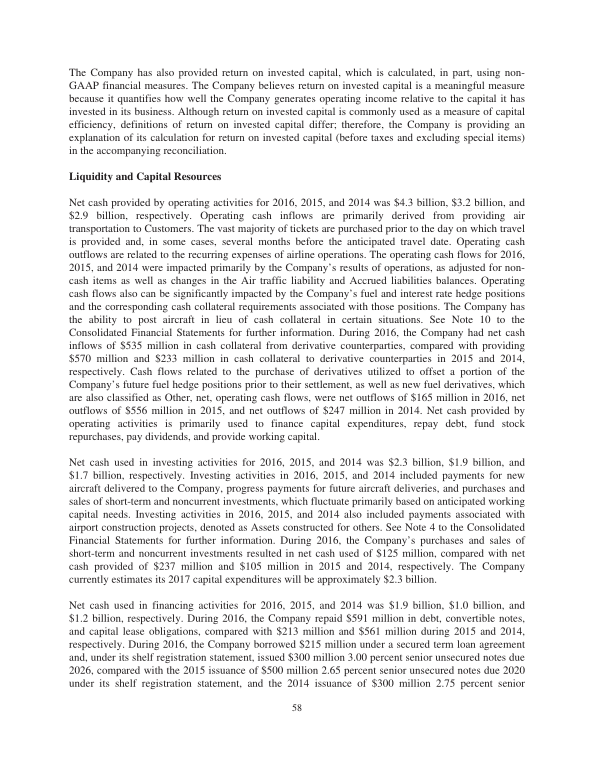 The Company has also provided return on invested capital, which is calculated, in part, using non-
GAAP financial measures. The Company believes return on invested capital is a meaningful measure
because it quantifies how well the Company generates operating income relative to the capital it has
invested in its business. Although return on invested capital is commonly used as a measure of capital
efficiency, definitions of return on invested capital differ; therefore, the Company is providing an
explanation of its calculation for return on invested capital (before taxes and excluding special items)
in the accompanying reconciliation.
Liquidity and Capital Resources
Net cash provided by operating activities for 2016, 2015, and 2014 was $4.3 billion, $3.2 billion, and
$2.9 billion, respectively. Operating cash inflows are primarily derived from providing air
transportation to Customers. The vast majority of tickets are purchased prior to the day on which travel
is provided and, in some cases, several months before the anticipated travel date. Operating cash
outflows are related to the recurring expenses of airline operations. The operating cash flows for 2016,
2015, and 2014 were impacted primarily by the Company's results of operations, as adjusted for non-
cash items as well as changes in the Air traffic liability and Accrued liabilities balances. Operating
cash flows also can be significantly impacted by the Company's fuel and interest rate hedge positions
and the corresponding cash collateral requirements associated with those positions. The Company has
the ability to post aircraft in lieu of cash collateral in certain situations. See Note 10 to the
Consolidated Financial Statements for further information. During 2016, the Company had net cash
inflows of $535 million in cash collateral from derivative counterparties, compared with providing
$570 million and $233 million in cash collateral to derivative counterparties in 2015 and 2014,
respectively. Cash flows related to the purchase of derivatives utilized to offset a portion of the
Company's future fuel hedge positions prior to their settlement, as well as new fuel derivatives, which
are also classified as Other, net, operating cash flows, were net outflows of $165 million in 2016, net
outflows of $556 million in 2015, and net outflows of $247 million in 2014. Net cash provided by
operating activities is primarily used to finance capital expenditures, repay debt, fund stock
repurchases, pay dividends, and provide working capital.
Net cash used in investing activities for 2016, 2015, and 2014 was $2.3 billion, $1.9 billion, and
$1.7 billion, respectively. Investing activities in 2016, 2015, and 2014 included payments for new
aircraft delivered to the Company, progress payments for future aircraft deliveries, and purchases and
sales of short-term and noncurrent investments, which fluctuate primarily based on anticipated working
capital needs. Investing activities in 2016, 2015, and 2014 also included payments associated with
airport construction projects, denoted as Assets constructed for others. See Note 4 to the Consolidated
Financial Statements for further information. During 2016, the Company's purchases and sales of
short-term and noncurrent investments resulted in net cash used of $125 million, compared with net
cash provided of $237 million and $105 million in 2015 and 2014, respectively. The Company
currently estimates its 2017 capital expenditures will be approximately $2.3 billion.
Net cash used in financing activities for 2016, 2015, and 2014 was $1.9 billion, $1.0 billion, and
$1.2 billion, respectively. During 2016, the Company repaid $591 million in debt, convertible notes,
and capital lease obligations, compared with $213 million and $561 million during 2015 and 2014,
respectively. During 2016, the Company borrowed $215 million under a secured term loan agreement
and, under its shelf registration statement, issued $300 million 3.00 percent senior unsecured notes due
2026, compared with the 2015 issuance of $500 million 2.65 percent senior unsecured notes due 2020
under its shelf registration statement, and the 2014 issuance of $300 million 2.75 percent senior
58